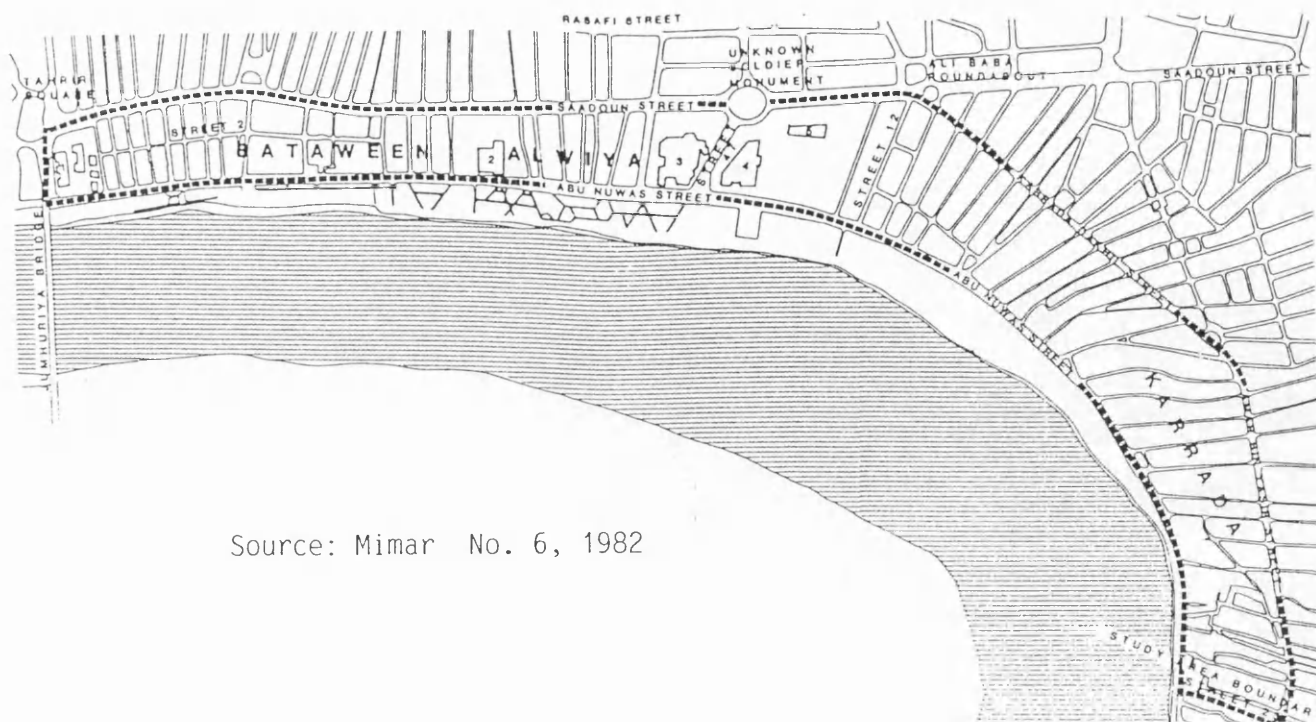 RASAFI STREET
UNKNOWN
SOLDIER
MONUMENT
ALI BABA
ROUNDABOUT
SAADOUN STREET
TAHRIR
SQUARE
SAADOUN STREET
STREET 2
BATAWEEN
ALWIYA
2
3
4
5
STREET 12
ABU NUWAS STREET
JUMHURIYA BRIDGE
ABU NUWAS STREET
KARRADA
Source: Mimar No. 6, 1982
STUDY AREA BOUNDAR